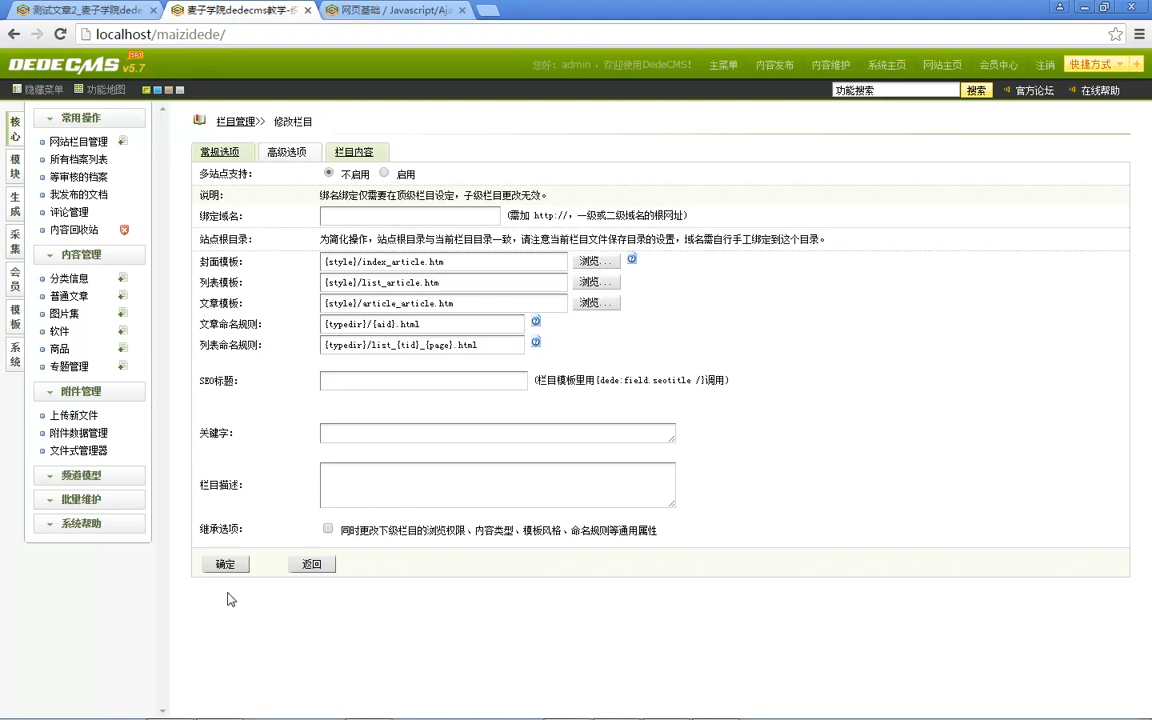 测试文章2_麦子学院dede
麦子学院dedecms教学-
网页基础 / Javascript/Aja
localhost/maizidede/
DEDECMS v5.7 SP1
您好: admin , 欢迎使用DedeCMS! 主菜单 内容发布 内容维护 系统主页 网站主页 会员中心 注销 快捷方式
隐藏菜单 功能地图 功能搜索 搜索 官方论坛 在线帮助
核心
模块
生成
采集
会员
模板
系统
常用操作
网站栏目管理
所有档案列表
等审核的档案
我发布的文档
评论管理
内容回收站
内容管理
分类信息
普通文章
图片集
软件
商品
专题管理
附件管理
上传新文件
附件数据管理
文件式管理器
频道模型
批量维护
系统帮助
栏目管理>> 修改栏目
常规选项 高级选项 栏目内容
多站点支持: 不启用 启用
说明: 绑名绑定仅需要在顶级栏目设定，子级栏目更改无效。
绑定域名: (需加 http://，一级或二级域名的根网址)
站点根目录: 为简化操作，站点根目录与当前栏目目录一致，请注意当前栏目文件保存目录的设置，域名需自行手工绑定到这个目录。
封面模板: {style}/index_article.htm 浏览...
列表模板: {style}/list_article.htm 浏览...
文章模板: {style}/article_article.htm 浏览...
文章命名规则: {typedir}/{aid}.html
列表命名规则: {typedir}/list_{tid}_{page}.html
SEO标题: (栏目模板里用{dede:field.seotitle /}调用)
关键字:
栏目描述:
继承选项: 同时更改下级栏目的浏览权限、内容类型、模板风格、命名规则等通用属性
确定 返回